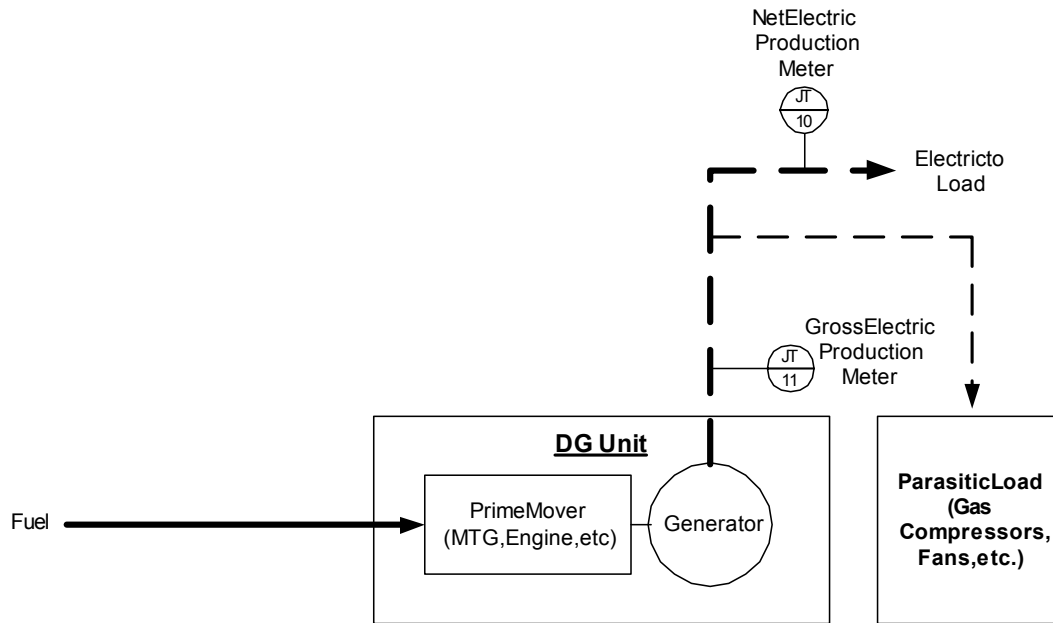 NetElectric
Production
Meter
JT
10
Electricto
Load
GrossElectric
Production
Meter
JT
11
DG Unit
PrimeMover
(MTG,Engine,etc)
Generator
Fuel
ParasiticLoad
(Gas
Compressors,
Fans,etc.)